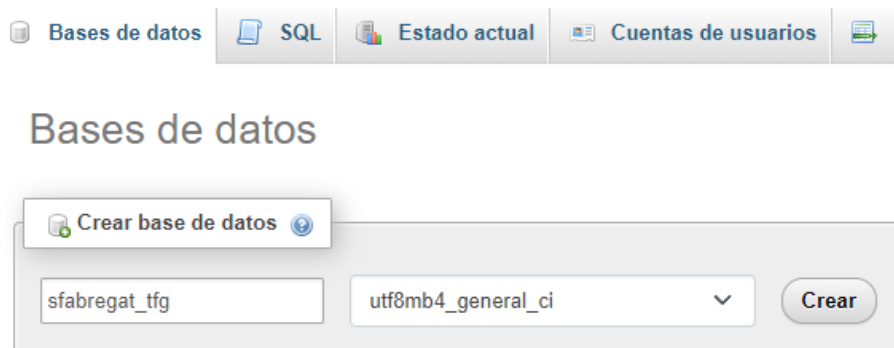 Bases de datos SQL Estado actual Cuentas de usuarios
Bases de datos
Crear base de datos
sfabregat_tfg utf8mb4_general_ci Crear